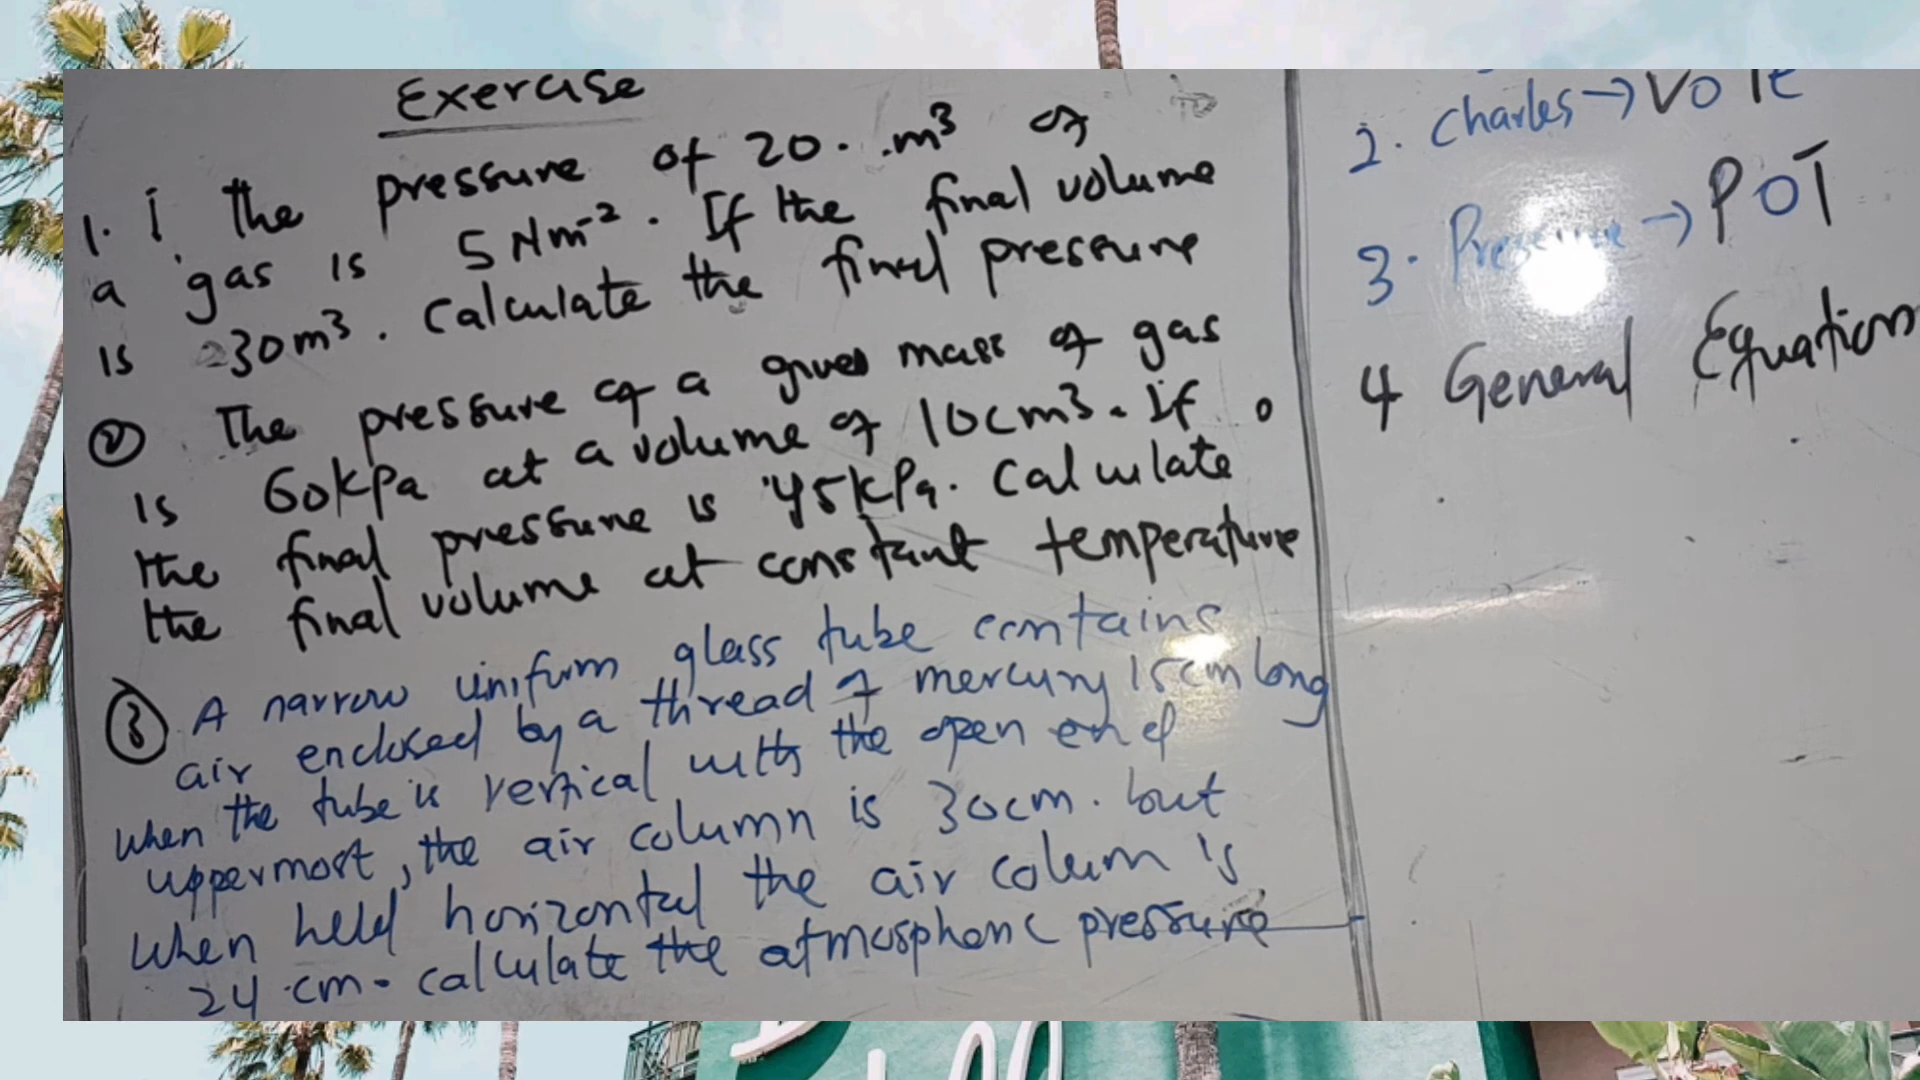 Exercise
1. i the pressure of 20. .m³ of
a gas is 5Nm⁻². If the final volume
is 30m³. Calculate the final pressure
② The pressure of a given mass of gas
is 60kPa at a volume of 10cm³. If
the final pressure is 45kPa. Calculate
the final volume at constant temperature
③ A narrow uniform glass tube contains
air enclosed by a thread of mercury 15cm long
when the tube is vertical with the open end
uppermost, the air column is 30cm. but
when held horizontal the air column is
24 cm. calculate the atmospheric pressure
2. Charles → VOTE
3. Pressure → POT
4 General Equation